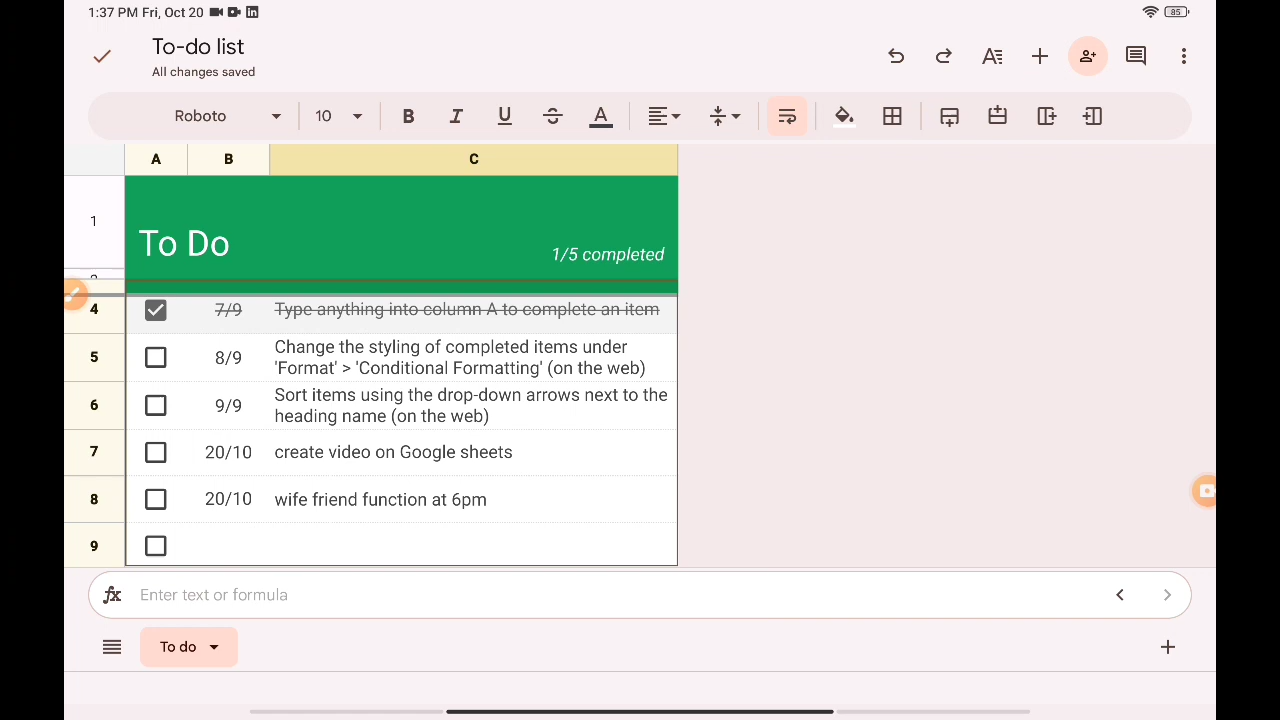 1:37 PM Fri, Oct 20
85
To-do list
All changes saved
Roboto
10
B I U S A
A B C
1
To Do
1/5 completed
4 7/9 Type anything into column A to complete an item
5 8/9 Change the styling of completed items under
'Format' > 'Conditional Formatting' (on the web)
6 9/9 Sort items using the drop-down arrows next to the
heading name (on the web)
7 20/10 create video on Google sheets
8 20/10 wife friend function at 6pm
9
fx Enter text or formula
To do